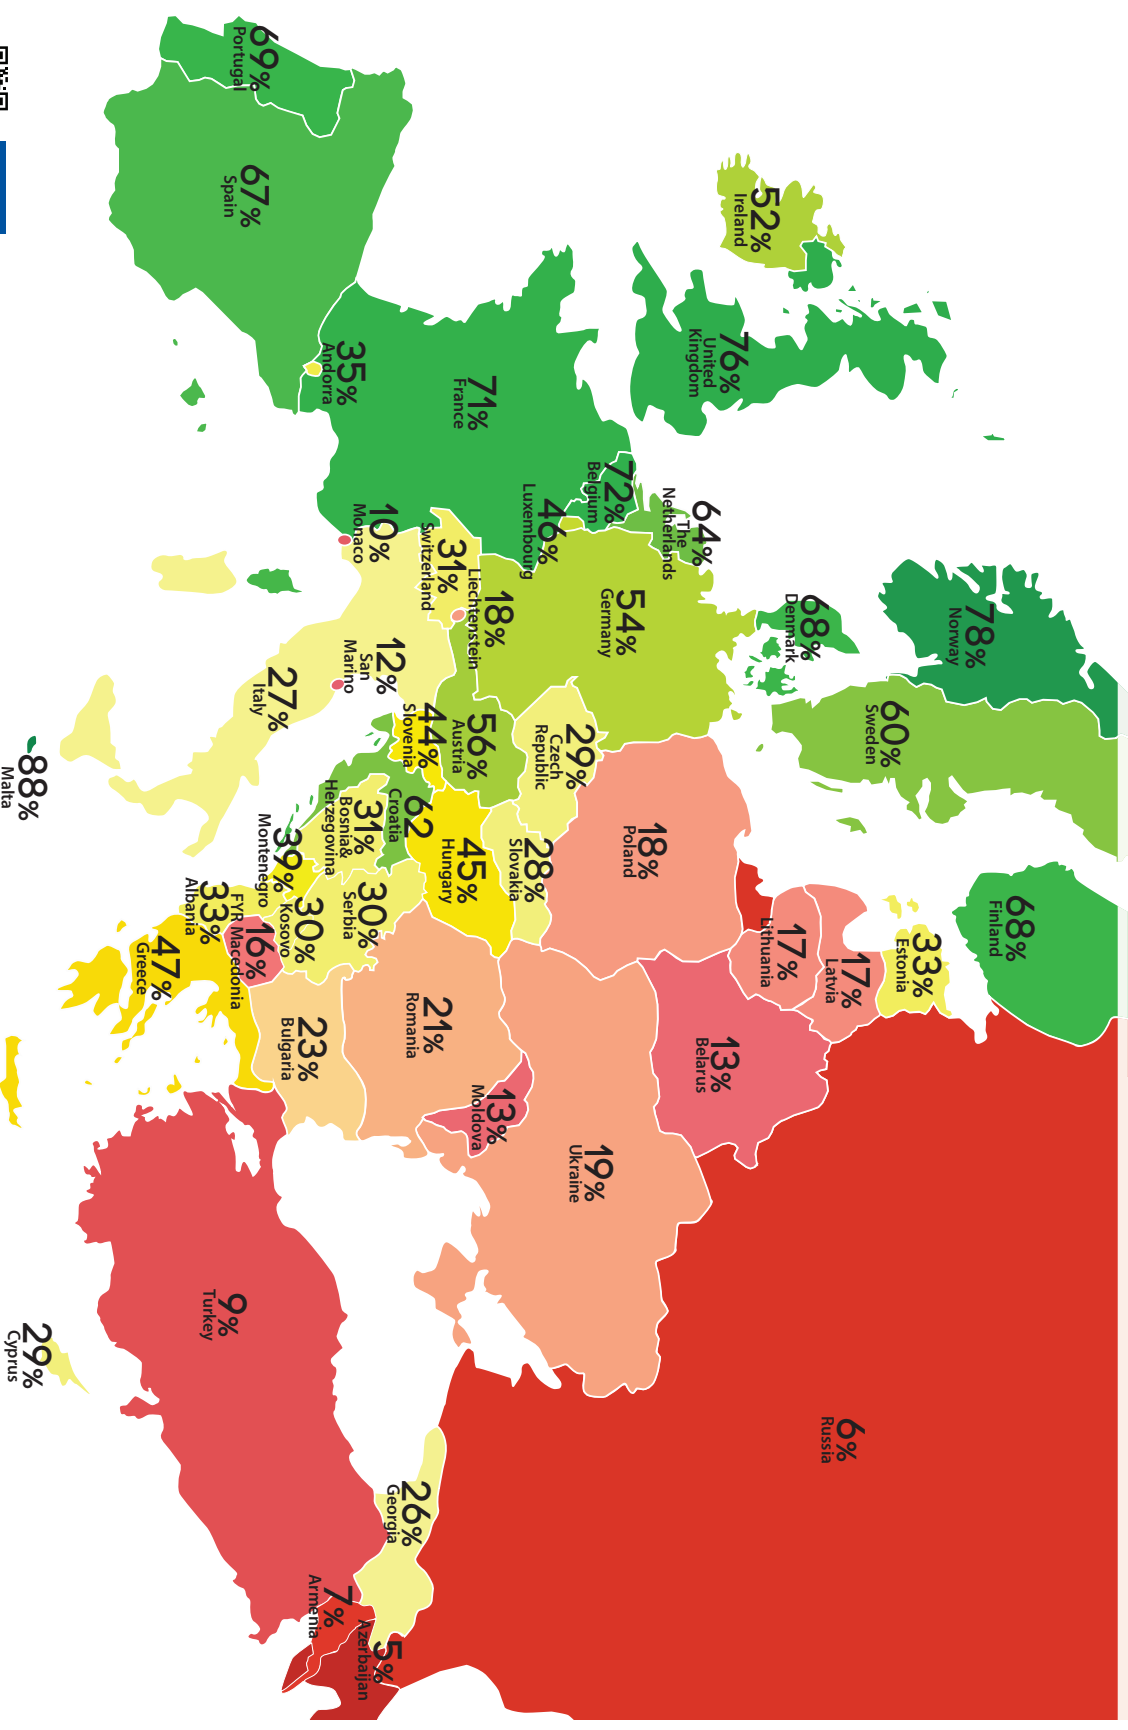 78%
Norway
60%
Sweden
68%
Finland
33%
Estonia
17%
Latvia
17%
Lithuania
68%
Denmark
52%
Ireland
76%
United
Kingdom
64%
The
Netherlands
72%
Belgium
46%
Luxembourg
54%
Germany
18%
Poland
13%
Belarus
6%
Russia
19%
Ukraine
13%
Moldova
29%
Czech
Republic
28%
Slovakia
56%
Austria
18%
Liechtenstein
31%
Switzerland
71%
France
35%
Andorra
10%
Monaco
69%
Portugal
67%
Spain
27%
Italy
12%
San
Marino
44%
Slovenia
62
Croatia
45%
Hungary
31%
Bosnia&
Herzegovina
30%
Serbia
39%
Montenegro
30%
Kosovo
33%
Albania
16%
FYR Macedonia
47%
Greece
23%
Bulgaria
21%
Romania
9%
Turkey
26%
Georgia
7%
Armenia
5%
Azerbaijan
88%
Malta
29%
Cyprus